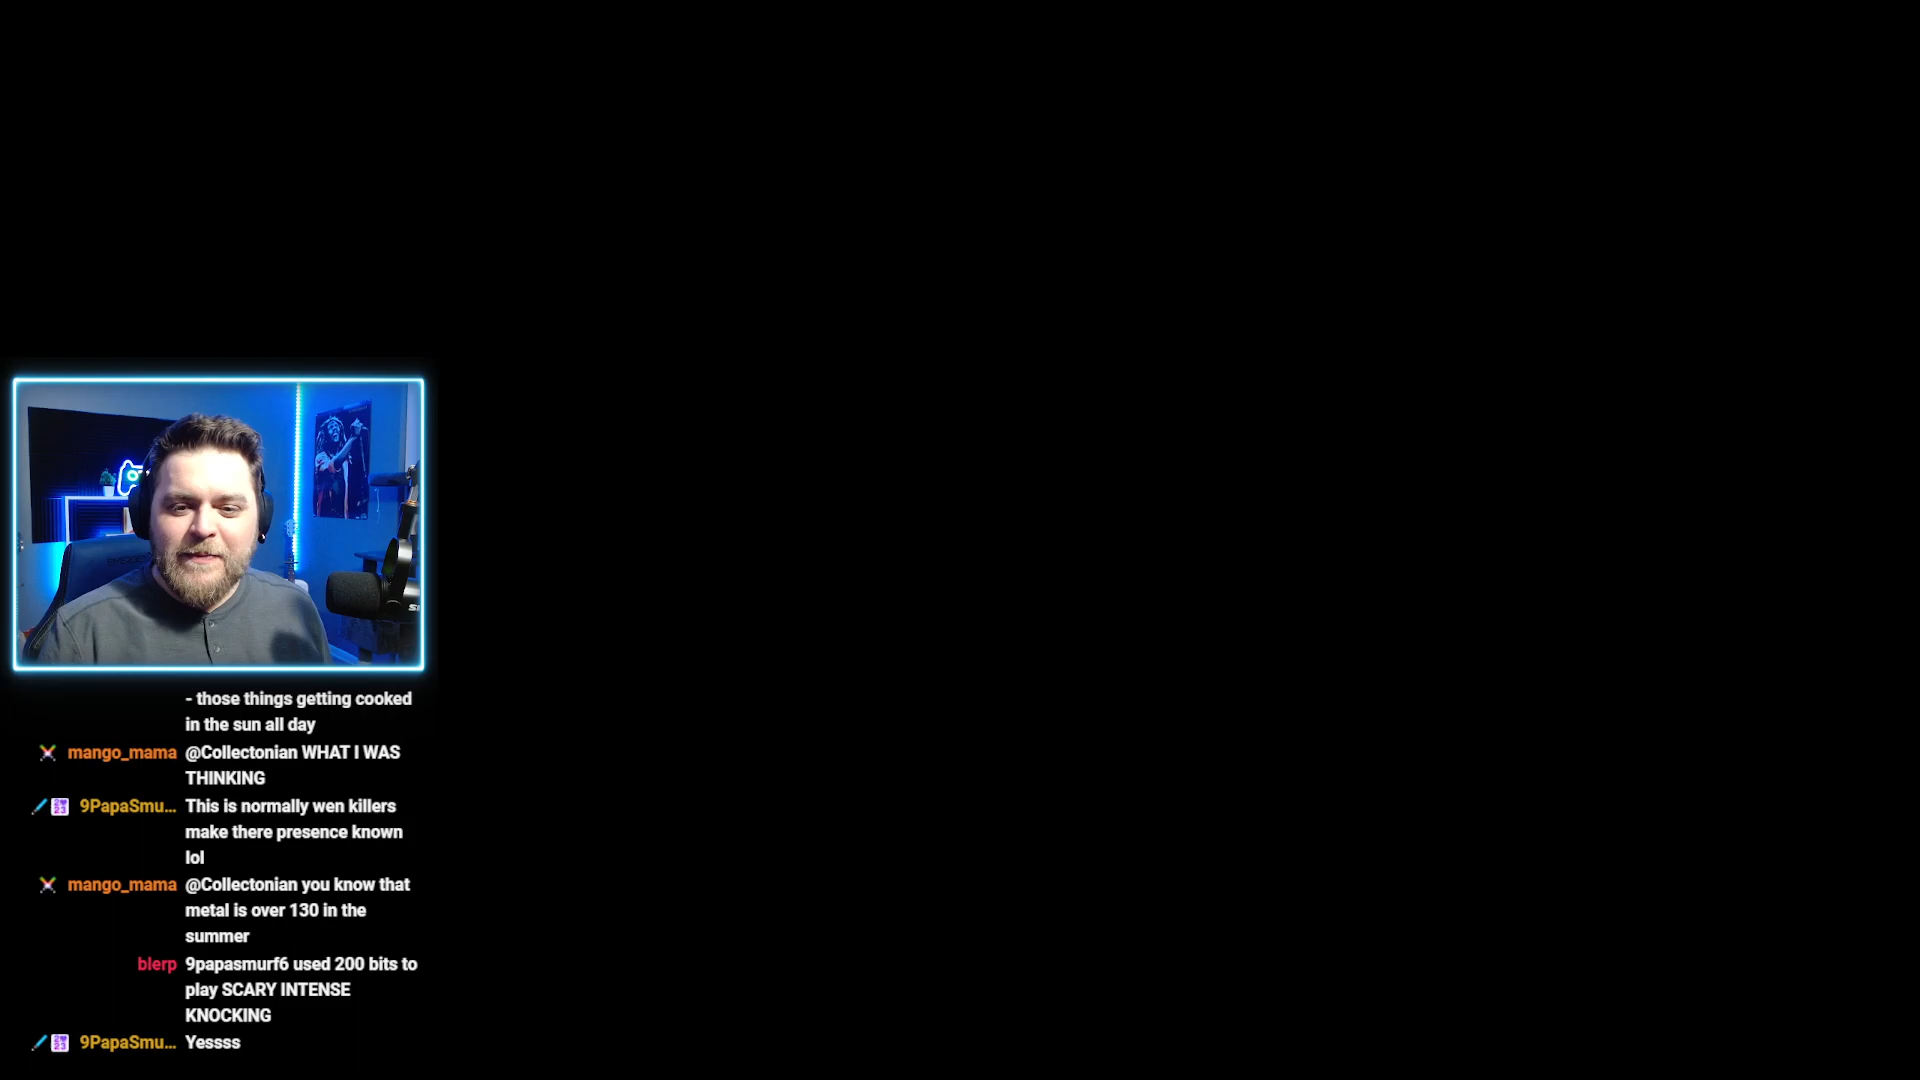 - those things getting cooked
in the sun all day
mango_mama @Collectonian WHAT I WAS
THINKING
9PapaSmu... This is normally wen killers
make there presence known
lol
mango_mama @Collectonian you know that
metal is over 130 in the
summer
blerp 9papasmurf6 used 200 bits to
play SCARY INTENSE
KNOCKING
9PapaSmu... Yessss